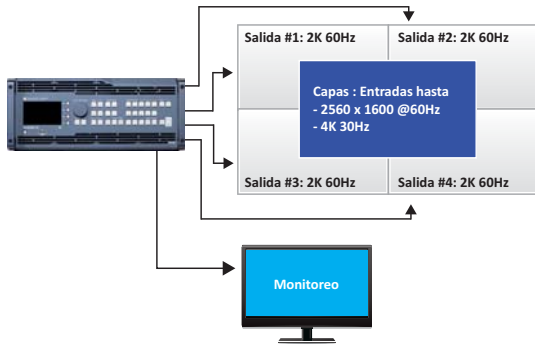 Salida #1: 2K 60Hz
Salida #2: 2K 60Hz
Capas : Entradas hasta
- 2560 x 1600 @60Hz
- 4K 30Hz
Salida #3: 2K 60Hz
Salida #4: 2K 60Hz
Monitoreo